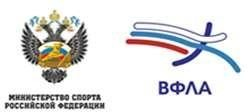 МИНИСТЕРСТВО СПОРТА
РОССИЙСКОЙ ФЕДЕРАЦИИ
ВФЛА